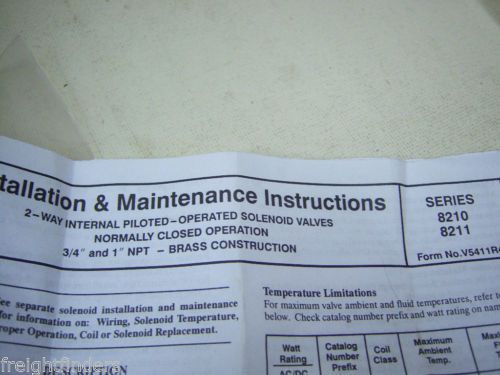 tallation & Maintenance Instructions
2-WAY INTERNAL PILOTED-OPERATED SOLENOID VALVES
NORMALLY CLOSED OPERATION
3/4" and 1" NPT - BRASS CONSTRUCTION
SERIES
8210
8211
Form No.V5411R
ee separate solenoid installation and maintenance
for information on: Wiring, Solenoid Temperature,
roper Operation, Coil or Solenoid Replacement.
Temperature Limitations
For maximum valve ambient and fluid temperatures, refer to
below. Check catalog number prefix and watt rating on nam
Watt
Rating
AC/DC
Catalog
Number
Prefix
Coil
Class
Maximum
Ambient
Temp.
Maximum
freightfinders